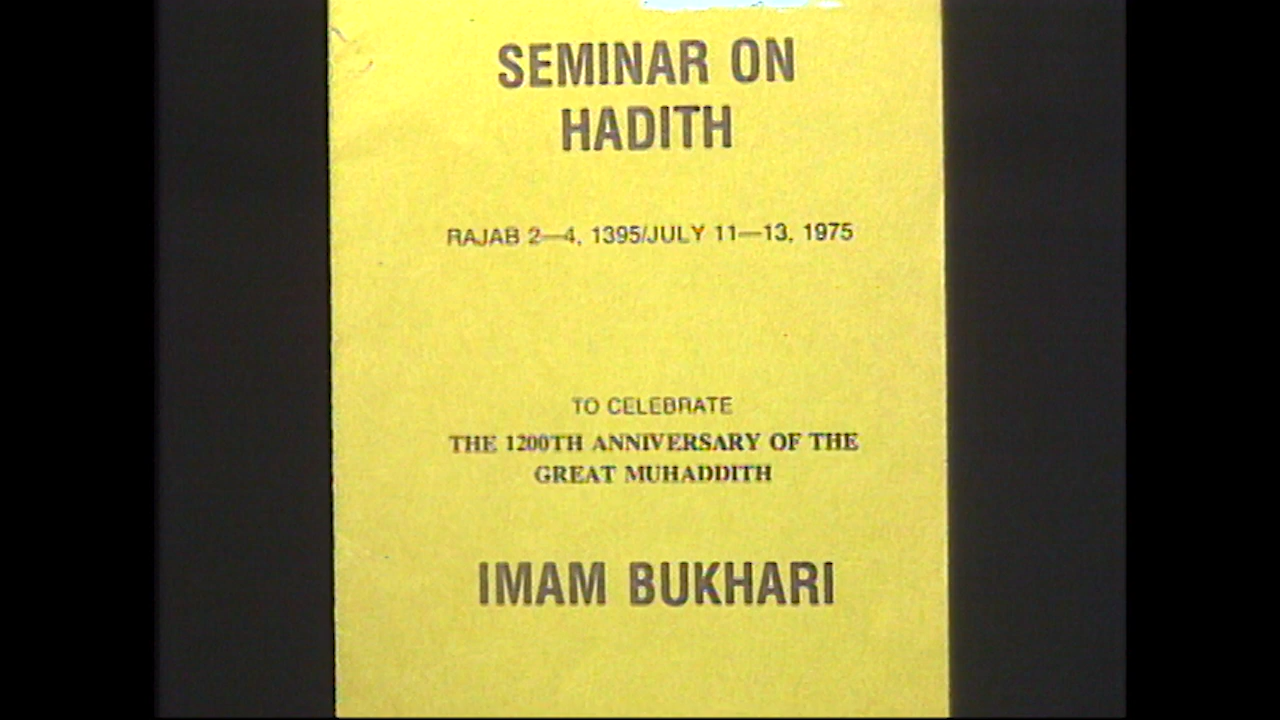 SEMINAR ON
HADITH
RAJAB 2—4, 1395/JULY 11—13, 1975
TO CELEBRATE
THE 1200TH ANNIVERSARY OF THE
GREAT MUHADDITH
IMAM BUKHARI